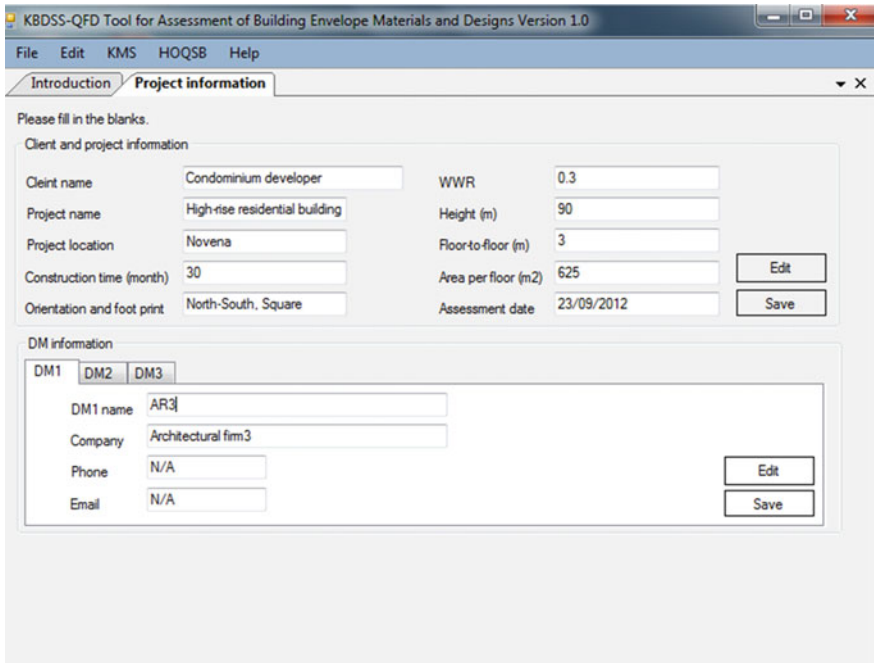 KBDSS-QFD Tool for Assessment of Building Envelope Materials and Designs Version 1.0
File Edit KMS HOQSB Help
Introduction Project information
Please fill in the blanks.
Client and project information
Cleint name Condominium developer WWR 0.3
Project name High-rise residential building Height (m) 90
Project location Novena Floor-to-floor (m) 3
Construction time (month) 30 Area per floor (m2) 625 Edit
Orientation and foot print North-South, Square Assessment date 23/09/2012 Save
DM information
DM1 DM2 DM3
DM1 name AR3
Company Architectural firm3
Phone N/A Edit
Email N/A Save